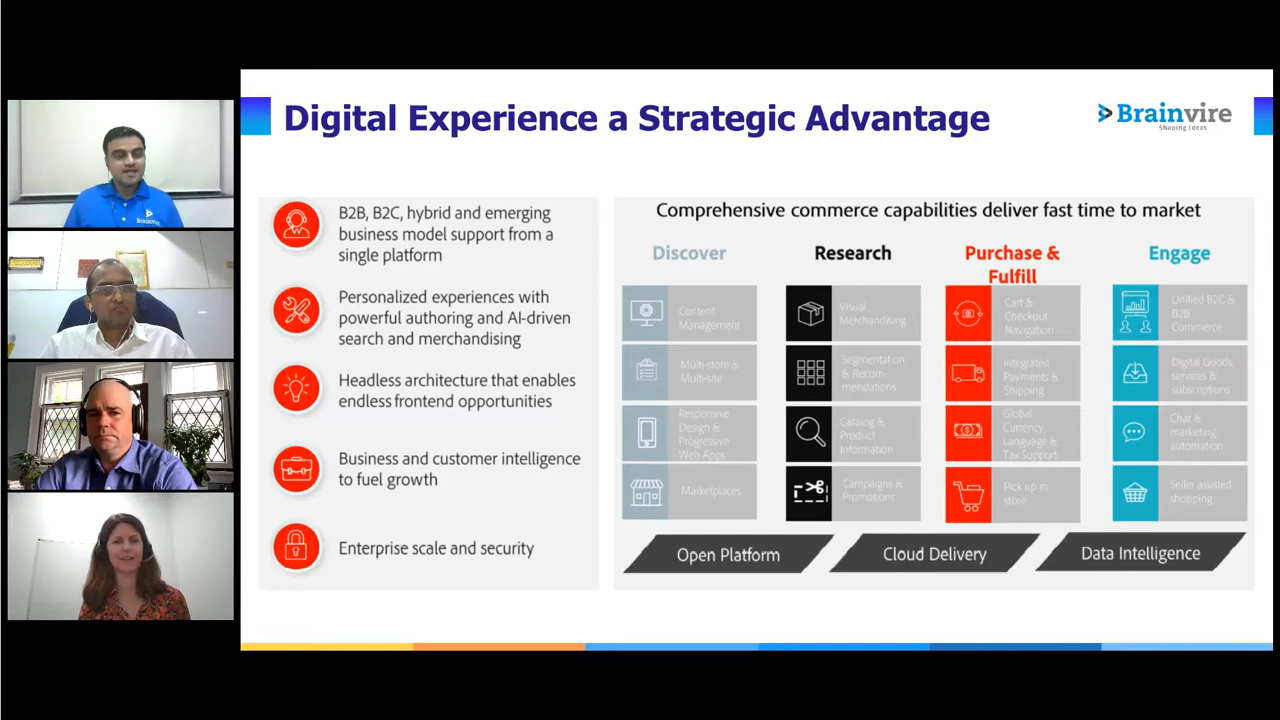 Digital Experience a Strategic Advantage
Brainvire
Shaping Ideas
BRAINVIRE
B2B, B2C, hybrid and emerging
business model support from a
single platform
Personalized experiences with
powerful authoring and AI-driven
search and merchandising
Headless architecture that enables
endless frontend opportunities
Business and customer intelligence
to fuel growth
Enterprise scale and security
Comprehensive commerce capabilities deliver fast time to market
Discover
Content
Management
Multi-store &
Multi-site
Responsive
Design &
Progressive
Web Apps
Marketplaces
Research
Visual
Merchandising
Segmentation
& Recom-
mendations
Catalog &
Product
Information
Campaigns &
Promotions
Purchase &
Fulfill
Cart &
Checkout
Navigation
Integrated
Payments &
Shipping
Global
Currency,
Language &
Tax Support
Pick up in
store
Engage
Unified B2C &
B2B
Commerce
Digital Goods,
services &
subscriptions
Chat &
marketing
automation
Seller assisted
shopping
Open Platform
Cloud Delivery
Data Intelligence